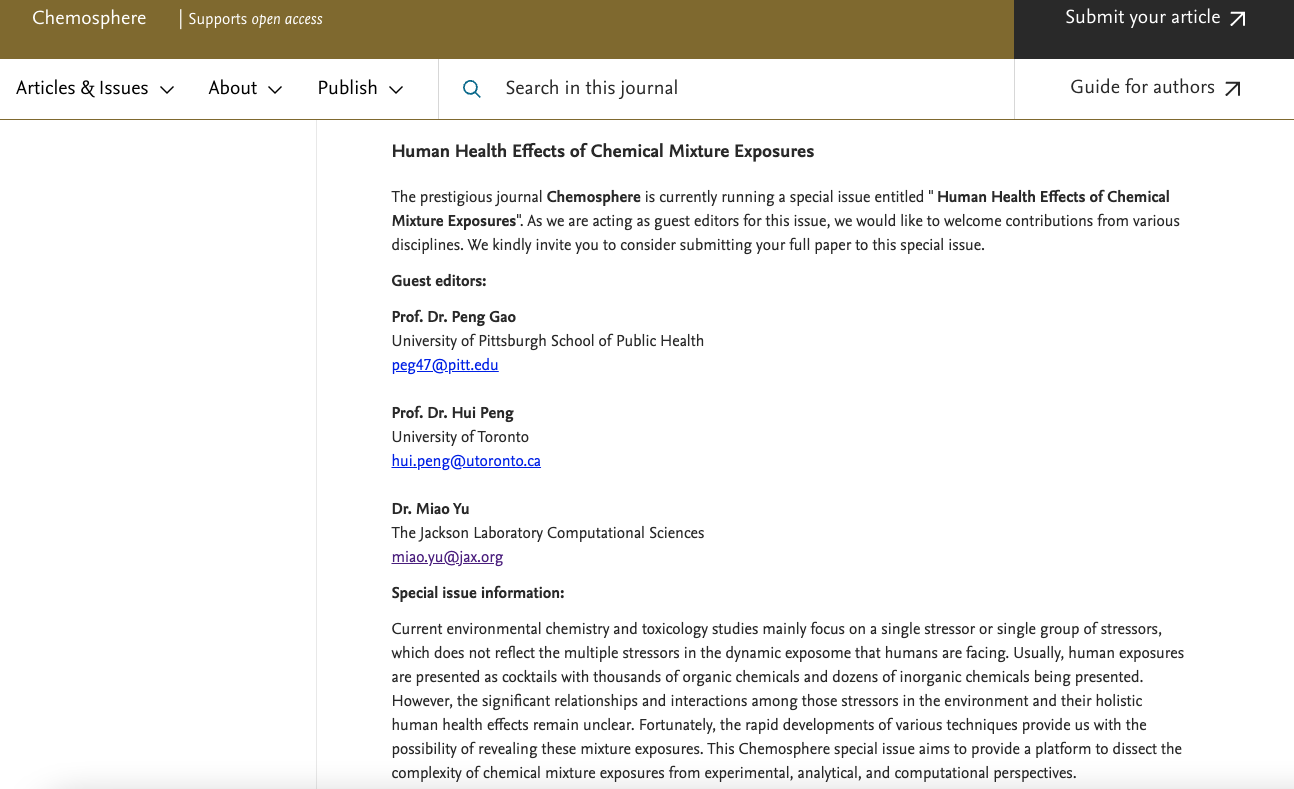 Chemosphere | Supports open access Submit your article
Articles & Issues About Publish Search in this journal Guide for authors
Human Health Effects of Chemical Mixture Exposures
The prestigious journal Chemosphere is currently running a special issue entitled " Human Health Effects of Chemical
Mixture Exposures". As we are acting as guest editors for this issue, we would like to welcome contributions from various
disciplines. We kindly invite you to consider submitting your full paper to this special issue.
Guest editors:
Prof. Dr. Peng Gao
University of Pittsburgh School of Public Health
peg47@pitt.edu
Prof. Dr. Hui Peng
University of Toronto
hui.peng@utoronto.ca
Dr. Miao Yu
The Jackson Laboratory Computational Sciences
miao.yu@jax.org
Special issue information:
Current environmental chemistry and toxicology studies mainly focus on a single stressor or single group of stressors,
which does not reflect the multiple stressors in the dynamic exposome that humans are facing. Usually, human exposures
are presented as cocktails with thousands of organic chemicals and dozens of inorganic chemicals being presented.
However, the significant relationships and interactions among those stressors in the environment and their holistic
human health effects remain unclear. Fortunately, the rapid developments of various techniques provide us with the
possibility of revealing these mixture exposures. This Chemosphere special issue aims to provide a platform to dissect the
complexity of chemical mixture exposures from experimental, analytical, and computational perspectives.